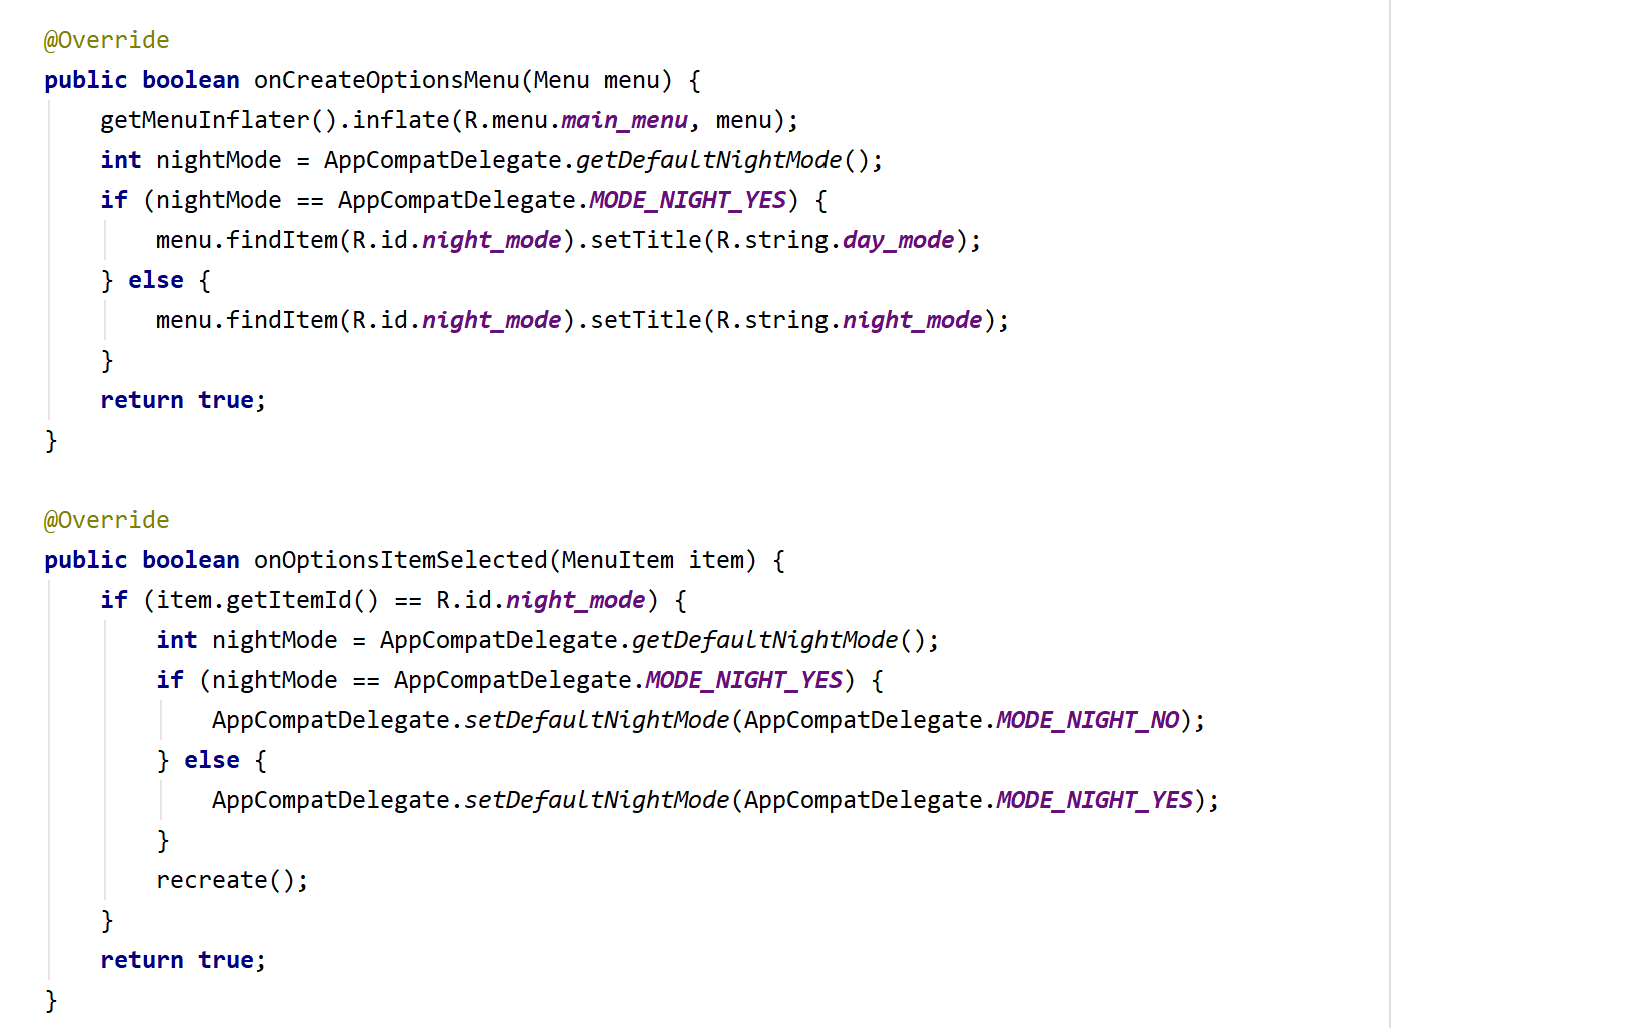 @Override
public boolean onCreateOptionsMenu(Menu menu) {
    getMenuInflater().inflate(R.menu.main_menu, menu);
    int nightMode = AppCompatDelegate.getDefaultNightMode();
    if (nightMode == AppCompatDelegate.MODE_NIGHT_YES) {
        menu.findItem(R.id.night_mode).setTitle(R.string.day_mode);
    } else {
        menu.findItem(R.id.night_mode).setTitle(R.string.night_mode);
    }
    return true;
}

@Override
public boolean onOptionsItemSelected(MenuItem item) {
    if (item.getItemId() == R.id.night_mode) {
        int nightMode = AppCompatDelegate.getDefaultNightMode();
        if (nightMode == AppCompatDelegate.MODE_NIGHT_YES) {
            AppCompatDelegate.setDefaultNightMode(AppCompatDelegate.MODE_NIGHT_NO);
        } else {
            AppCompatDelegate.setDefaultNightMode(AppCompatDelegate.MODE_NIGHT_YES);
        }
        recreate();
    }
    return true;
}